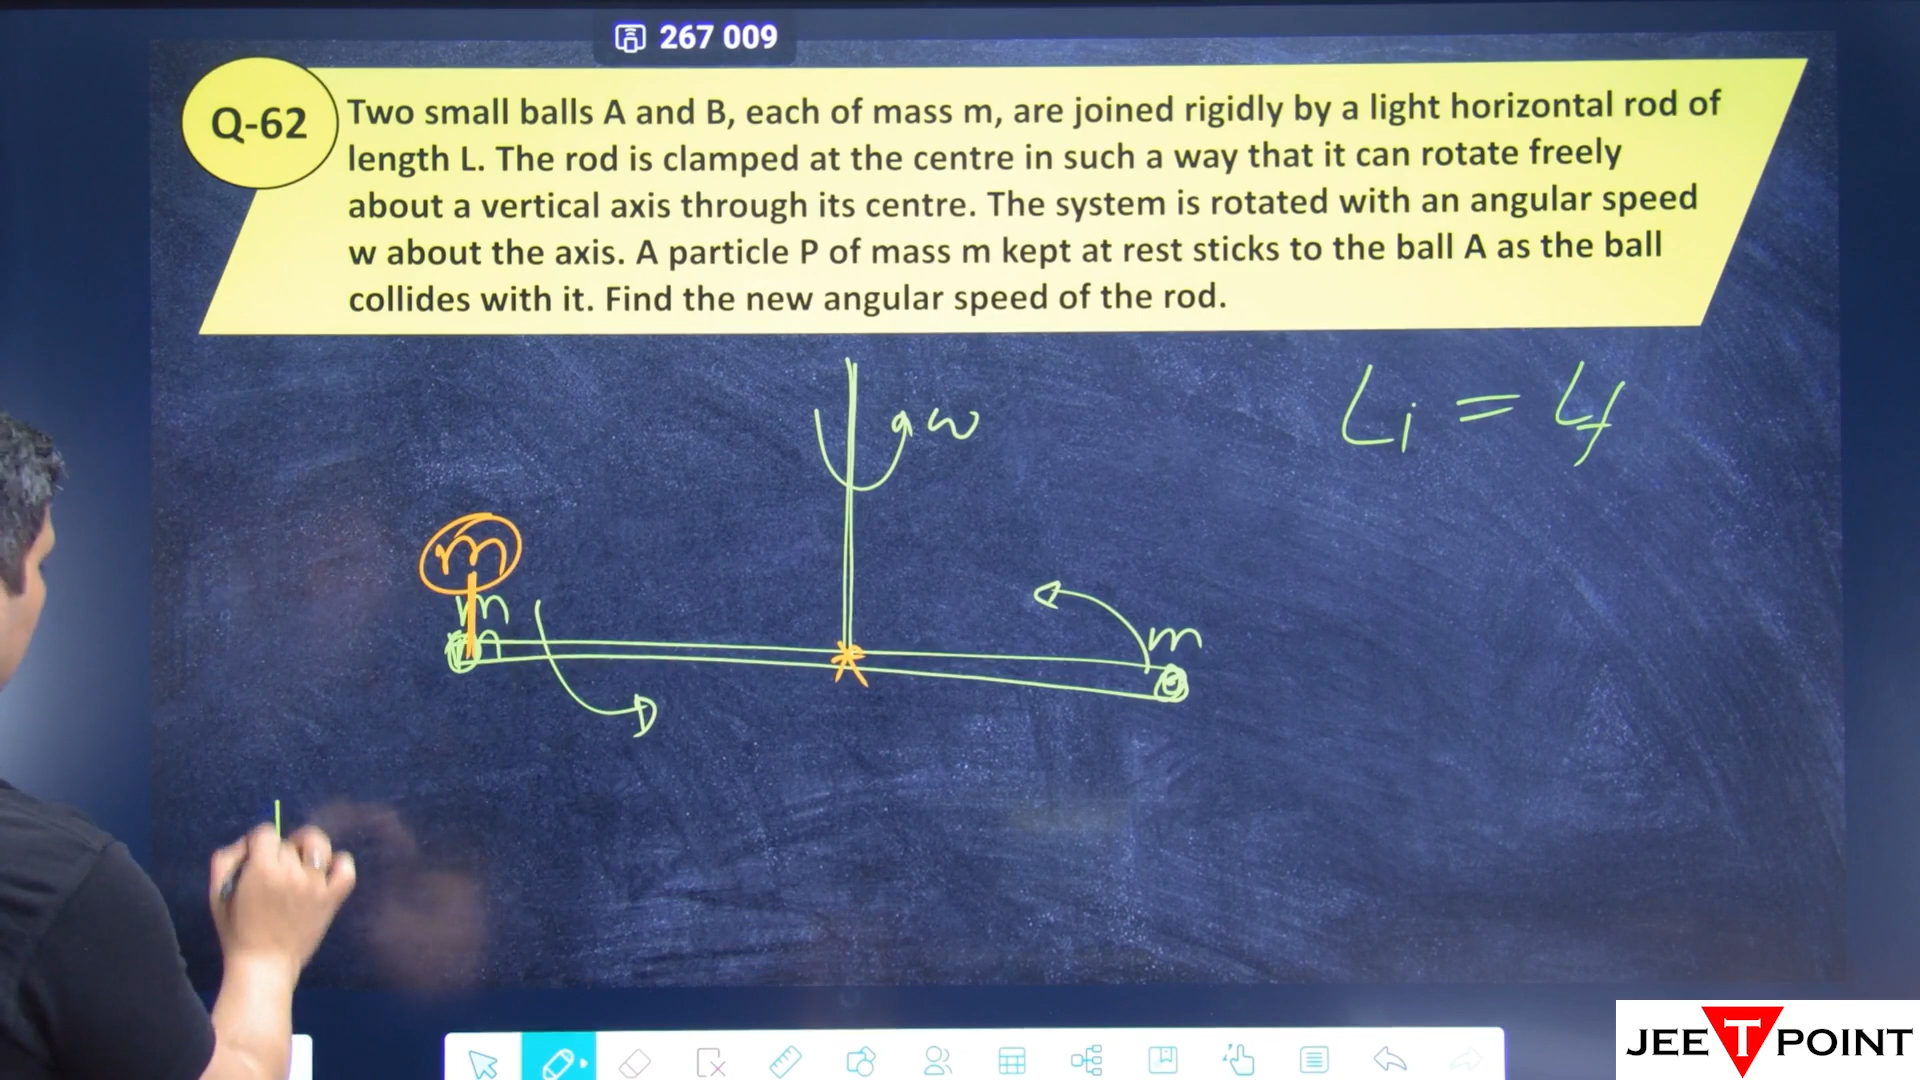 267 009
Q-62
Two small balls A and B, each of mass m, are joined rigidly by a light horizontal rod of
length L. The rod is clamped at the centre in such a way that it can rotate freely
about a vertical axis through its centre. The system is rotated with an angular speed
w about the axis. A particle P of mass m kept at rest sticks to the ball A as the ball
collides with it. Find the new angular speed of the rod.
Li = Lf
ω
m
m
m
m
JEE T POINT